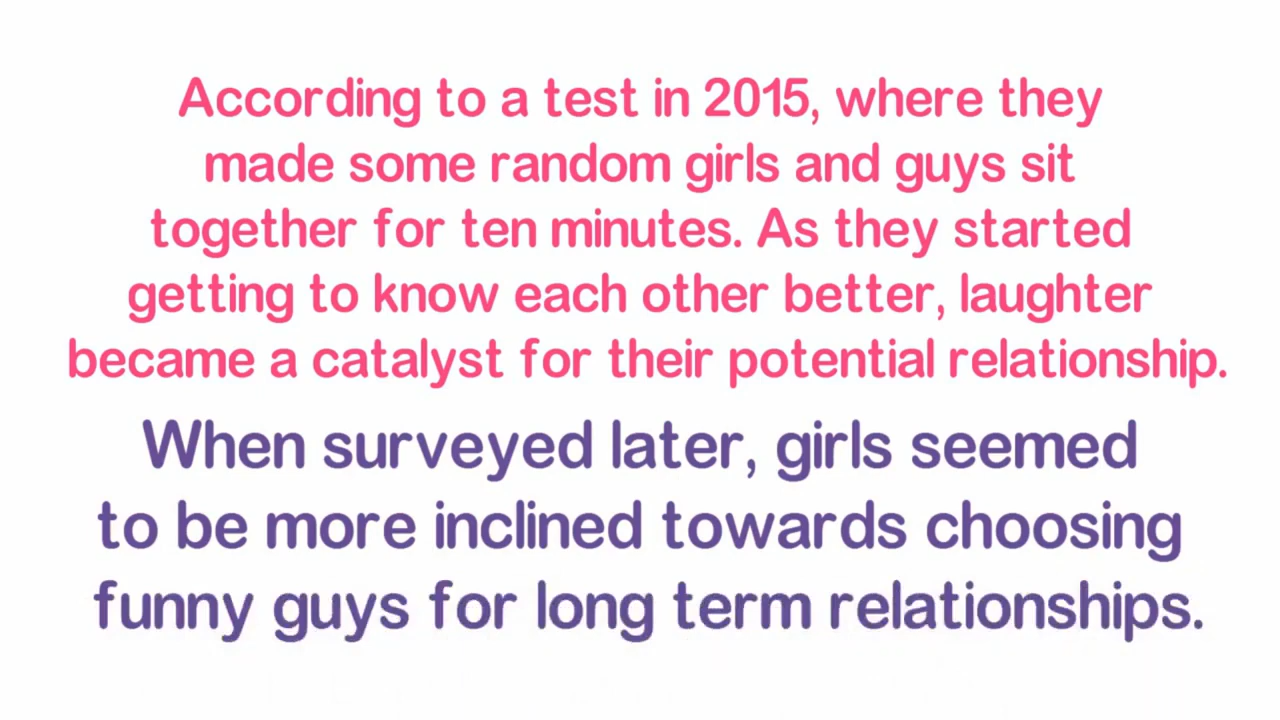 According to a test in 2015, where they
made some random girls and guys sit
together for ten minutes. As they started
getting to know each other better, laughter
became a catalyst for their potential relationship.
When surveyed later, girls seemed
to be more inclined towards choosing
funny guys for long term relationships.